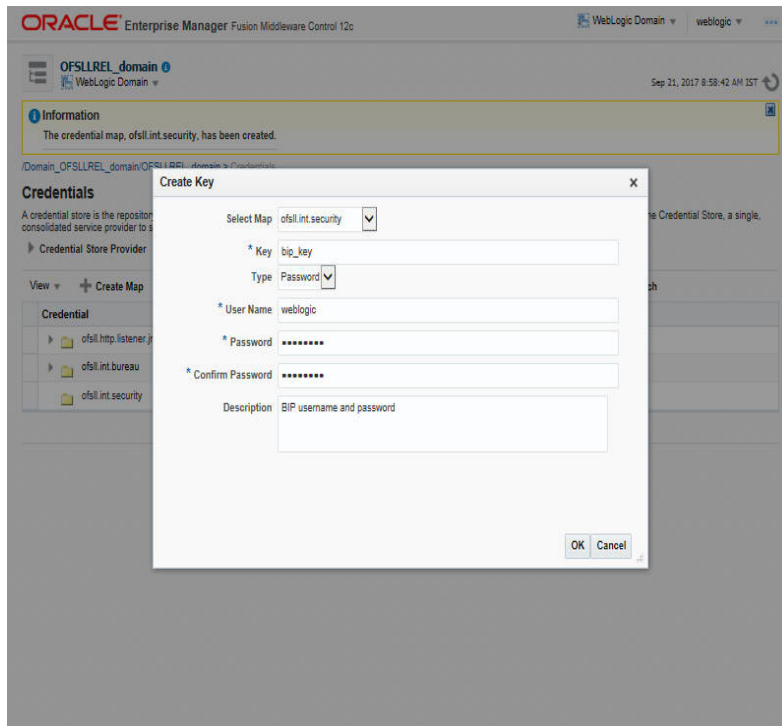 ORACLE Enterprise Manager Fusion Middleware Control 12c
WebLogic Domain
weblogic
OFSLLREL_domain
WebLogic Domain
Sep 21, 2017 8:58:42 AM IST
Information
The credential map, ofsll.int.security, has been created.
/Domain_OFSLLREL_domain/OFSLLREL_domain > Credentials
Credentials
A credential store is the repository
e Credential Store, a single,
consolidated service provider to s
Credential Store Provider
View
Create Map
ch
Credential
ofsll.http.listener.j
ofsll.int.bureau
ofsll.int.security
Create Key
Select Map ofsll.int.security
* Key bip_key
Type Password
* User Name weblogic
* Password ••••••••
* Confirm Password ••••••••
Description BIP username and password
OK Cancel